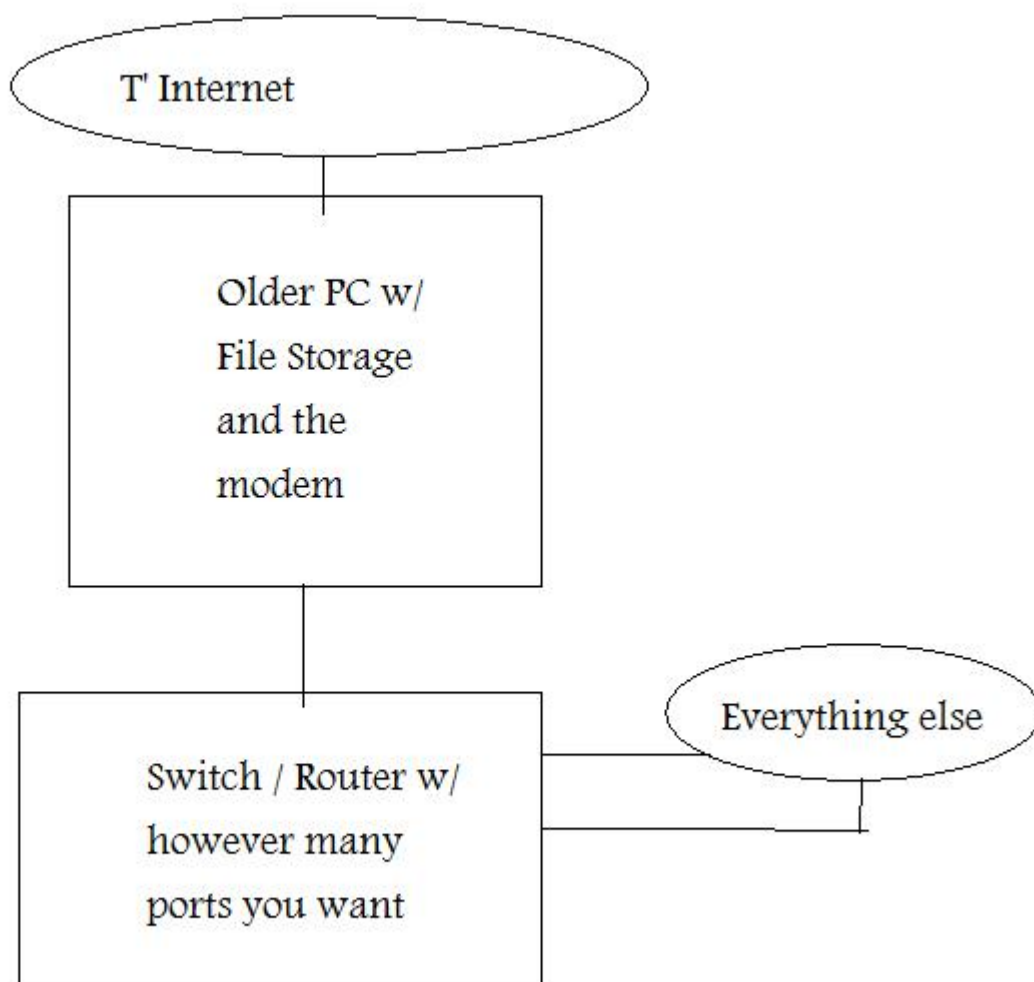 T' Internet
Older PC w/
File Storage
and the
modem
Everything else
Switch / Router w/
however many
ports you want